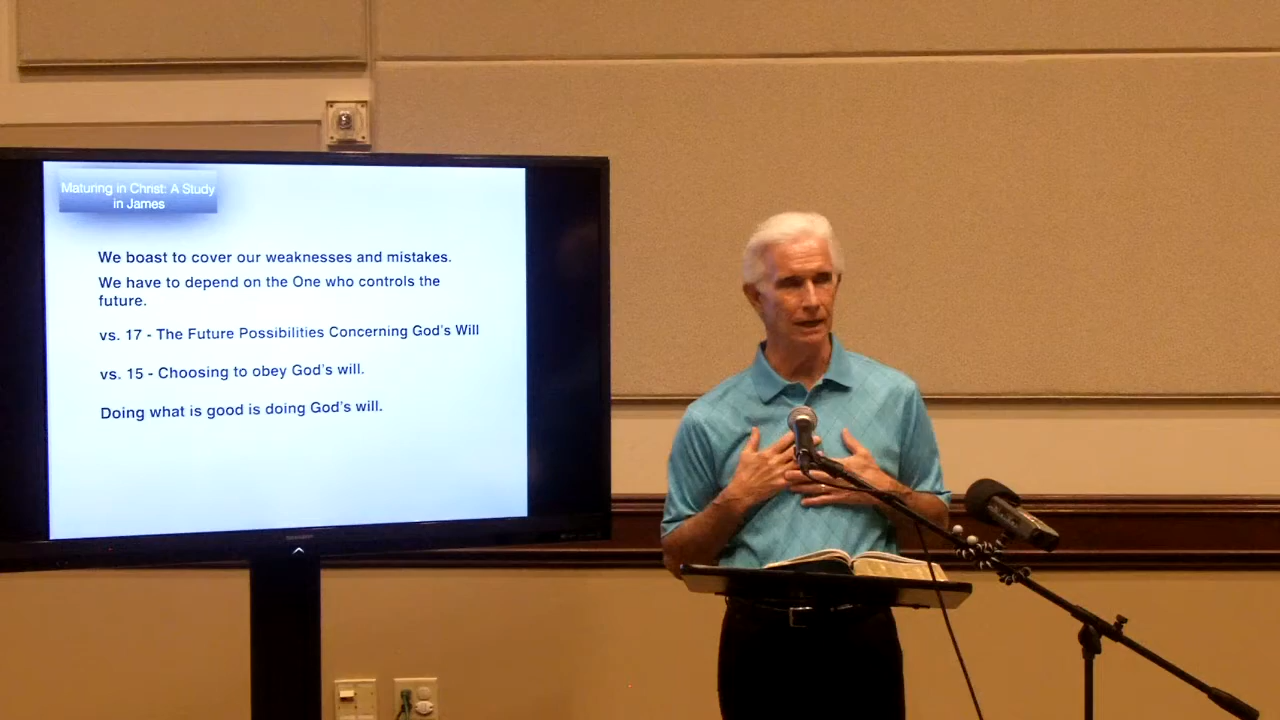 Maturing in Christ: A Study
in James
We boast to cover our weaknesses and mistakes.
We have to depend on the One who controls the
future.
vs. 17 - The Future Possibilities Concerning God's Will
vs. 15 - Choosing to obey God's will.
Doing what is good is doing God's will.